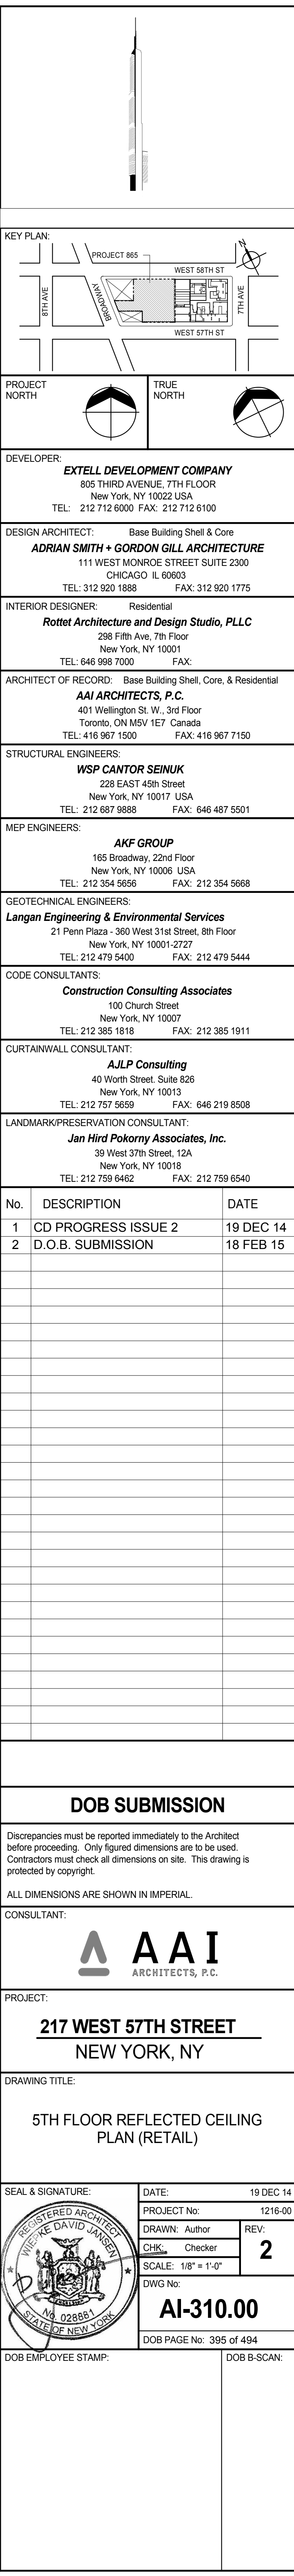 KEY PLAN:
N
PROJECT 865
WEST 58TH ST
8TH AVE
BROADWAY
7TH AVE
WEST 57TH ST
PROJECT
NORTH
TRUE
NORTH
DEVELOPER:
EXTELL DEVELOPMENT COMPANY
805 THIRD AVENUE, 7TH FLOOR
New York, NY 10022 USA
TEL: 212 712 6000 FAX: 212 712 6100
DESIGN ARCHITECT: Base Building Shell & Core
ADRIAN SMITH + GORDON GILL ARCHITECTURE
111 WEST MONROE STREET SUITE 2300
CHICAGO IL 60603
TEL: 312 920 1888 FAX: 312 920 1775
INTERIOR DESIGNER: Residential
Rottet Architecture and Design Studio, PLLC
298 Fifth Ave, 7th Floor
New York, NY 10001
TEL: 646 998 7000 FAX:
ARCHITECT OF RECORD: Base Building Shell, Core, & Residential
AAI ARCHITECTS, P.C.
401 Wellington St. W., 3rd Floor
Toronto, ON M5V 1E7 Canada
TEL: 416 967 1500 FAX: 416 967 7150
STRUCTURAL ENGINEERS:
WSP CANTOR SEINUK
228 EAST 45th Street
New York, NY 10017 USA
TEL: 212 687 9888 FAX: 646 487 5501
MEP ENGINEERS:
AKF GROUP
165 Broadway, 22nd Floor
New York, NY 10006 USA
TEL: 212 354 5656 FAX: 212 354 5668
GEOTECHNICAL ENGINEERS:
Langan Engineering & Environmental Services
21 Penn Plaza - 360 West 31st Street, 8th Floor
New York, NY 10001-2727
TEL: 212 479 5400 FAX: 212 479 5444
CODE CONSULTANTS:
Construction Consulting Associates
100 Church Street
New York, NY 10007
TEL: 212 385 1818 FAX: 212 385 1911
CURTAINWALL CONSULTANT:
AJLP Consulting
40 Worth Street. Suite 826
New York, NY 10013
TEL: 212 757 5659 FAX: 646 219 8508
LANDMARK/PRESERVATION CONSULTANT:
Jan Hird Pokorny Associates, Inc.
39 West 37th Street, 12A
New York, NY 10018
TEL: 212 759 6462 FAX: 212 759 6540
No. DESCRIPTION DATE
1 CD PROGRESS ISSUE 2 19 DEC 14
2 D.O.B. SUBMISSION 18 FEB 15
DOB SUBMISSION
Discrepancies must be reported immediately to the Architect
before proceeding. Only figured dimensions are to be used.
Contractors must check all dimensions on site. This drawing is
protected by copyright.
ALL DIMENSIONS ARE SHOWN IN IMPERIAL.
CONSULTANT:
AAI
ARCHITECTS, P.C.
PROJECT:
217 WEST 57TH STREET
NEW YORK, NY
DRAWING TITLE:
5TH FLOOR REFLECTED CEILING
PLAN (RETAIL)
SEAL & SIGNATURE:
REGISTERED ARCHITECT
WIEPKE DAVID JANSEN
No. 028881
STATE OF NEW YORK
DATE: 19 DEC 14
PROJECT No: 1216-00
DRAWN: Author
CHK: Checker
SCALE: 1/8" = 1'-0"
REV:
2
DWG No:
AI-310.00
DOB PAGE No: 395 of 494
DOB EMPLOYEE STAMP:
DOB B-SCAN: